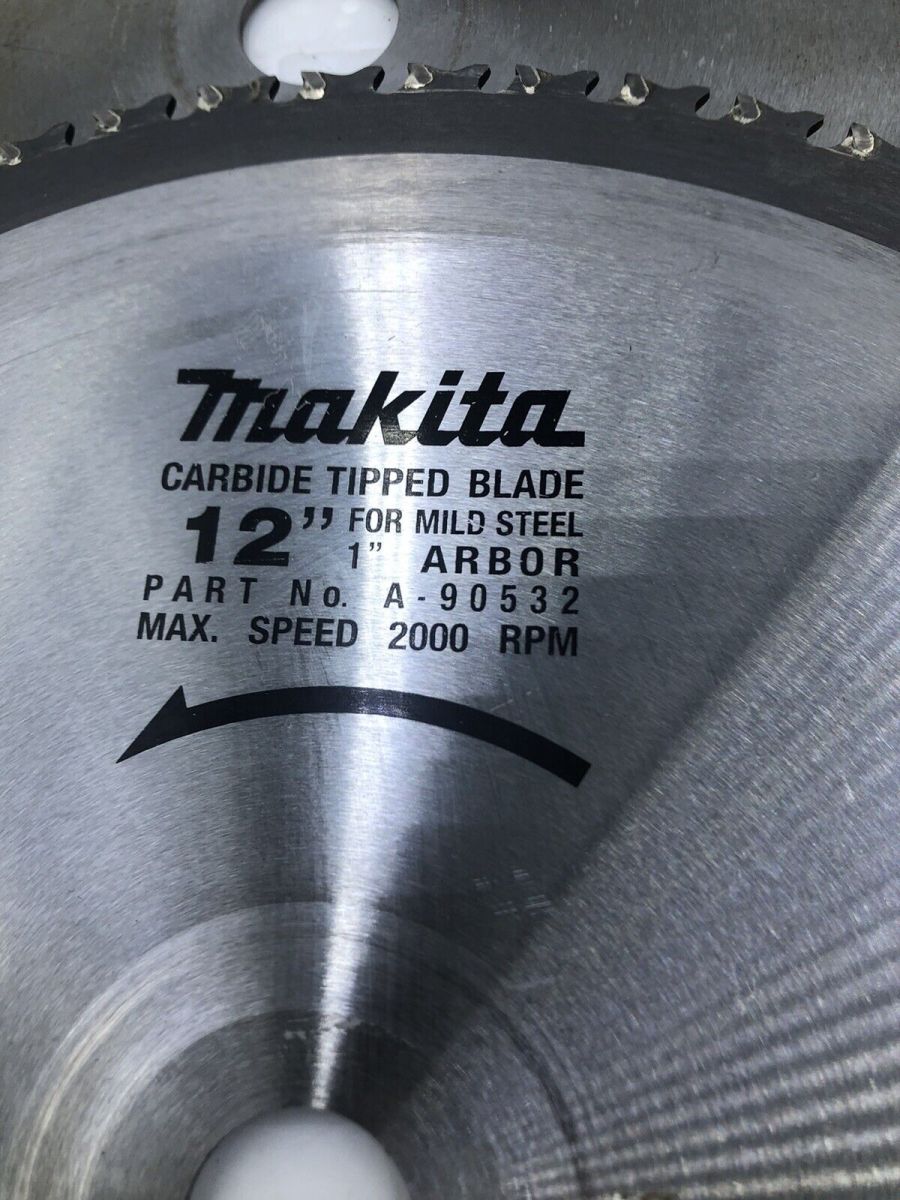 makita
CARBIDE TIPPED BLADE
12” FOR MILD STEEL
1” ARBOR
PART No. A-90532
MAX. SPEED 2000 RPM